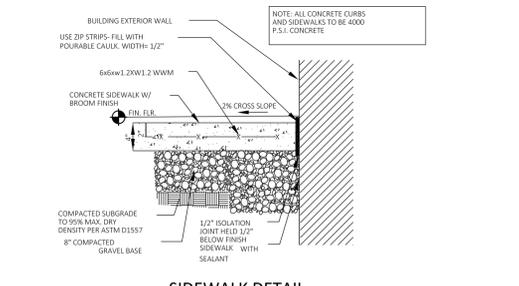 BUILDING EXTERIOR WALL
NOTE: ALL CONCRETE CURBS
AND SIDEWALKS TO BE 4000
P.S.I. CONCRETE
USE ZIP STRIPS- FILL WITH
POURABLE CAULK. WIDTH= 1/2"
6x6xw1.2XW1.2 WWM
CONCRETE SIDEWALK W/
BROOM FINISH
2% CROSS SLOPE
FIN. FLR.
4"
2"
COMPACTED SUBGRADE
TO 95% MAX. DRY
DENSITY PER ASTM D1557
8" COMPACTED
GRAVEL BASE
1/2" ISOLATION
JOINT HELD 1/2"
BELOW FINISH
SIDEWALK WITH
SEALANT
SIDEWALK DETAIL